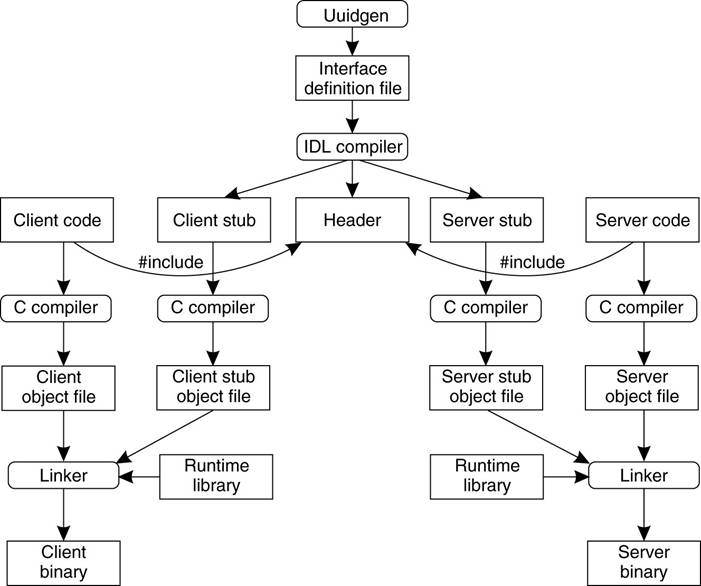 Uuidgen
Interface
definition file
IDL compiler
Client code
Client stub
Header
Server stub
Server code
#include
#include
C compiler
C compiler
C compiler
C compiler
Client
object file
Client stub
object file
Server stub
object file
Server
object file
Linker
Runtime
library
Runtime
library
Linker
Client
binary
Server
binary